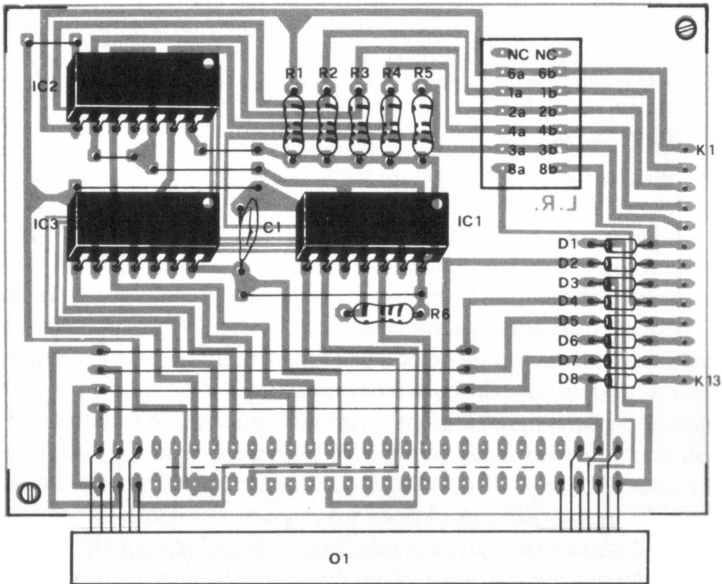 IC2
R1 R2 R3 R4 R5
NC NC
6a 6b
1a 1b
2a 2b
4a 4b
3a 3b
8a 8b
L.R.
K1
IC3
C1
IC1
R6
D1
D2
D3
D4
D5
D6
D7
D8
K13
O1